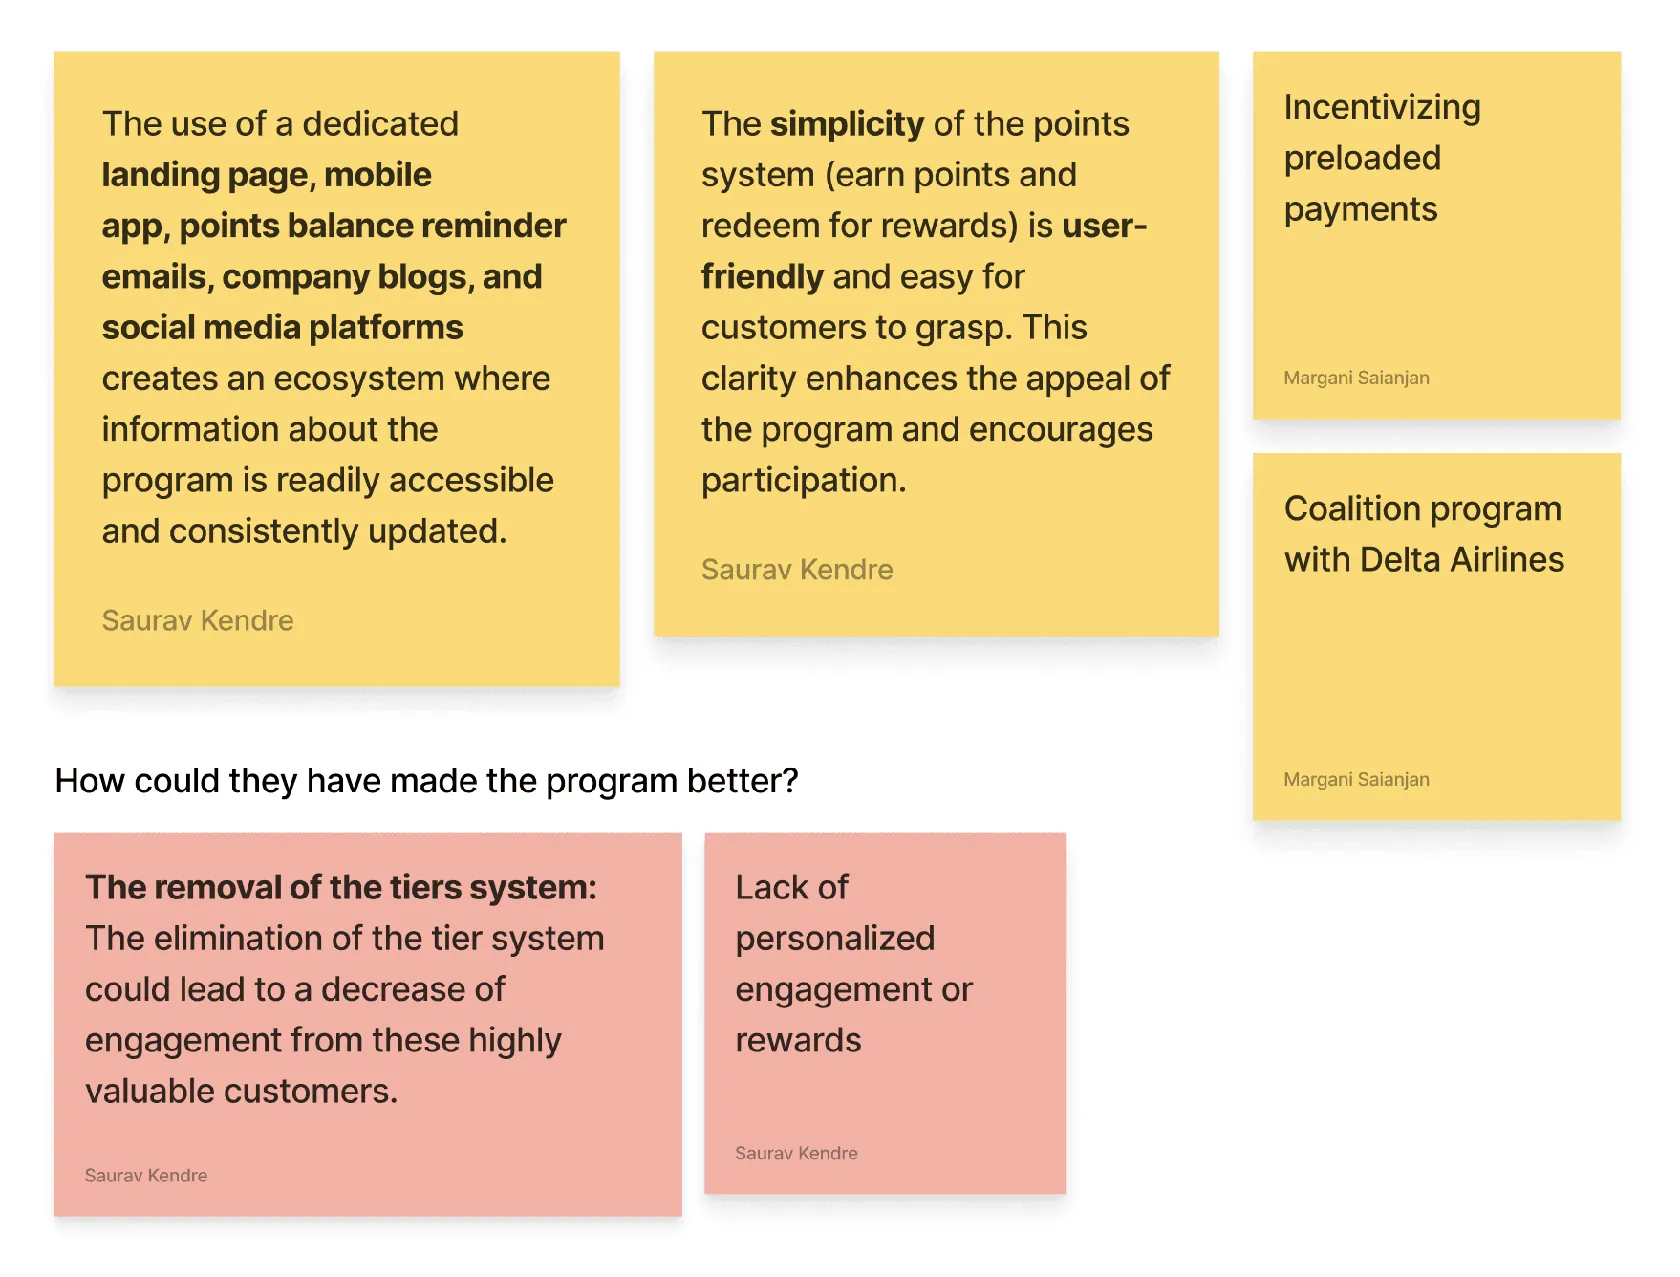 The use of a dedicated
landing page, mobile
app, points balance reminder
emails, company blogs, and
social media platforms
creates an ecosystem where
information about the
program is readily accessible
and consistently updated.
Saurav Kendre
The simplicity of the points
system (earn points and
redeem for rewards) is user-
friendly and easy for
customers to grasp. This
clarity enhances the appeal of
the program and encourages
participation.
Saurav Kendre
Incentivizing
preloaded
payments
Margani Saianjan
Coalition program
with Delta Airlines
Margani Saianjan
How could they have made the program better?
The removal of the tiers system:
The elimination of the tier system
could lead to a decrease of
engagement from these highly
valuable customers.
Saurav Kendre
Lack of
personalized
engagement or
rewards
Saurav Kendre